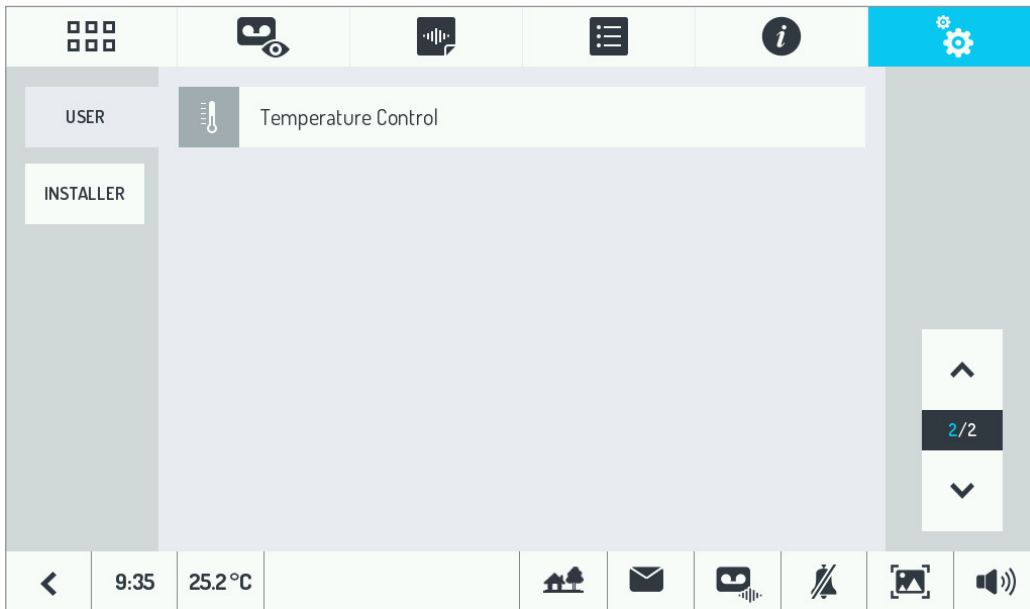 USER
Temperature Control
INSTALLER
2/2
9:35
25.2 °C